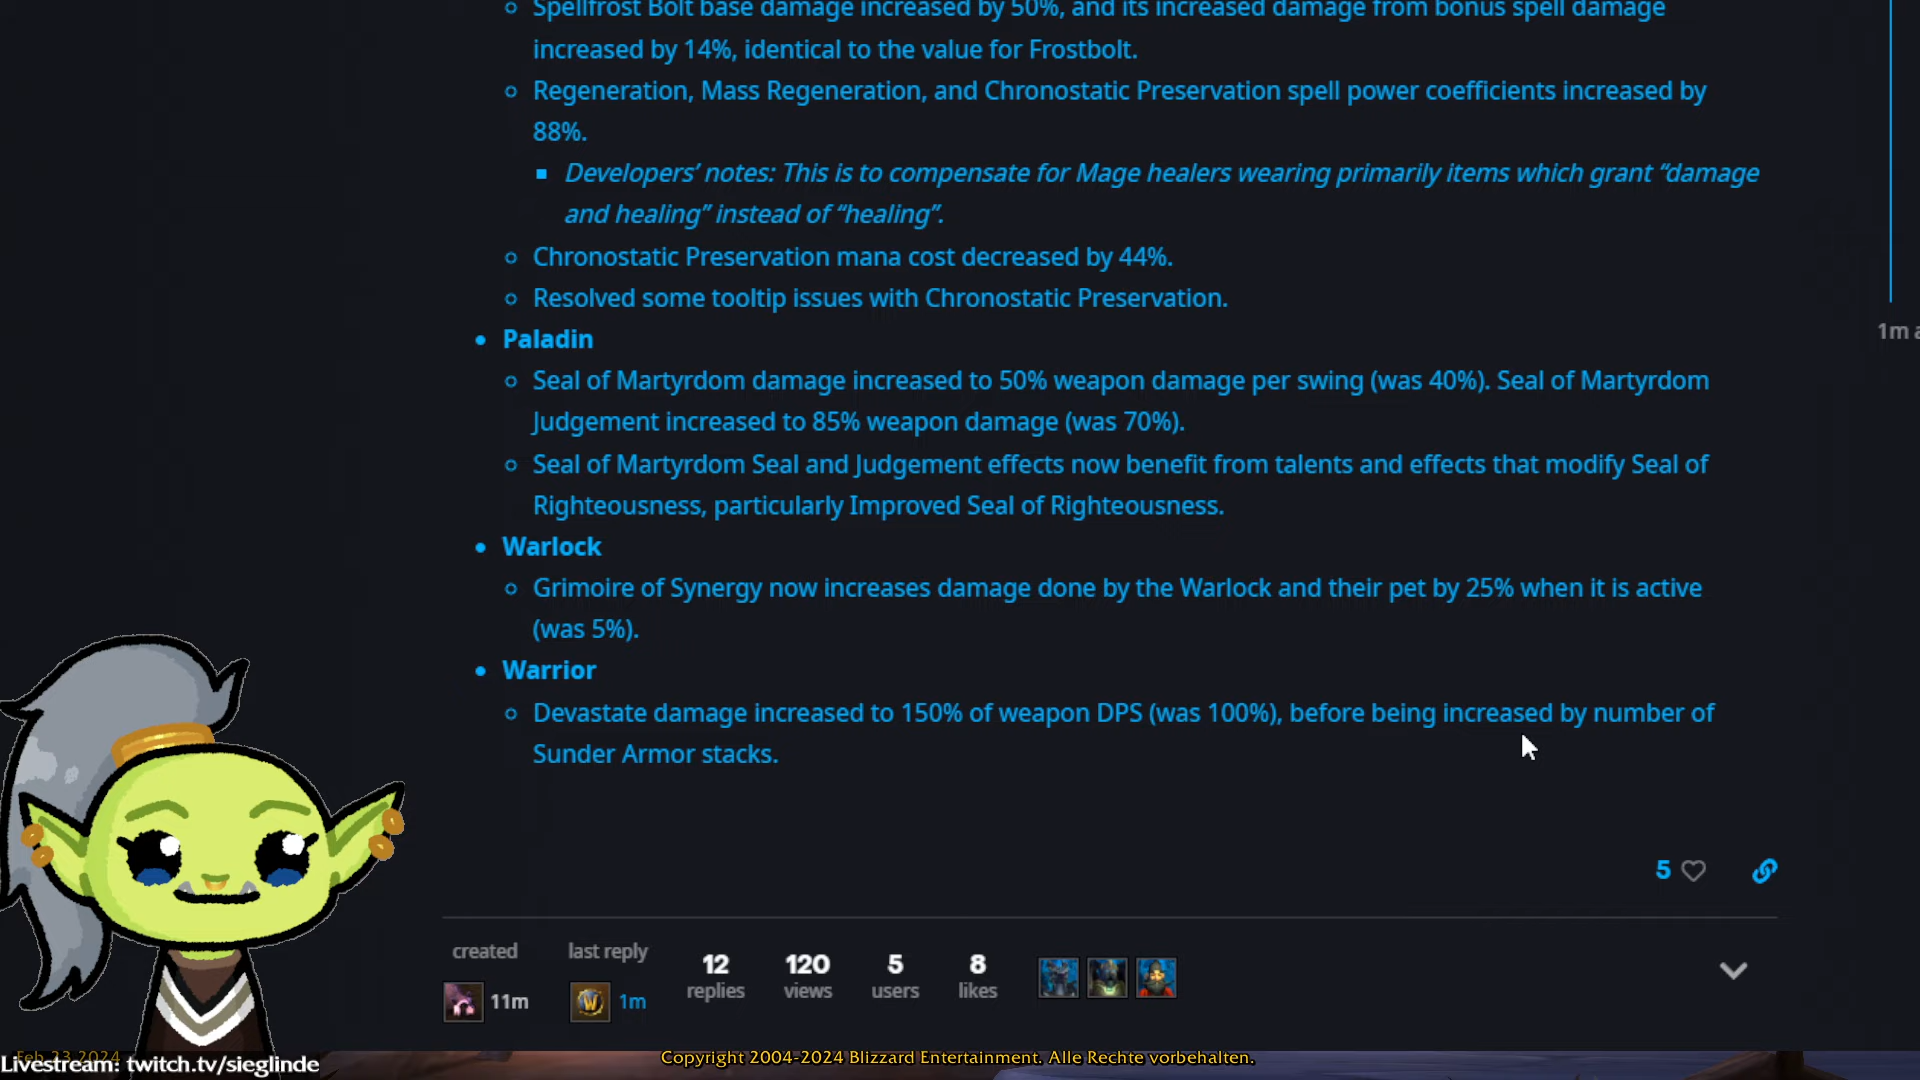 Spellfrost Bolt base damage increased by 50%, and its increased damage from bonus spell damage
increased by 14%, identical to the value for Frostbolt.
Regeneration, Mass Regeneration, and Chronostatic Preservation spell power coefficients increased by
88%.
Developers’ notes: This is to compensate for Mage healers wearing primarily items which grant “damage
and healing” instead of “healing”.
Chronostatic Preservation mana cost decreased by 44%.
Resolved some tooltip issues with Chronostatic Preservation.
1m a
Paladin
Seal of Martyrdom damage increased to 50% weapon damage per swing (was 40%). Seal of Martyrdom
Judgement increased to 85% weapon damage (was 70%).
Seal of Martyrdom Seal and Judgement effects now benefit from talents and effects that modify Seal of
Righteousness, particularly Improved Seal of Righteousness.
Warlock
Grimoire of Synergy now increases damage done by the Warlock and their pet by 25% when it is active
(was 5%).
Warrior
Devastate damage increased to 150% of weapon DPS (was 100%), before being increased by number of
Sunder Armor stacks.
5
created last reply
12 120 5 8
replies views users likes
11m 1m
Feb 23 2024
Livestream: twitch.tv/sieglinde
Copyright 2004-2024 Blizzard Entertainment. Alle Rechte vorbehalten.